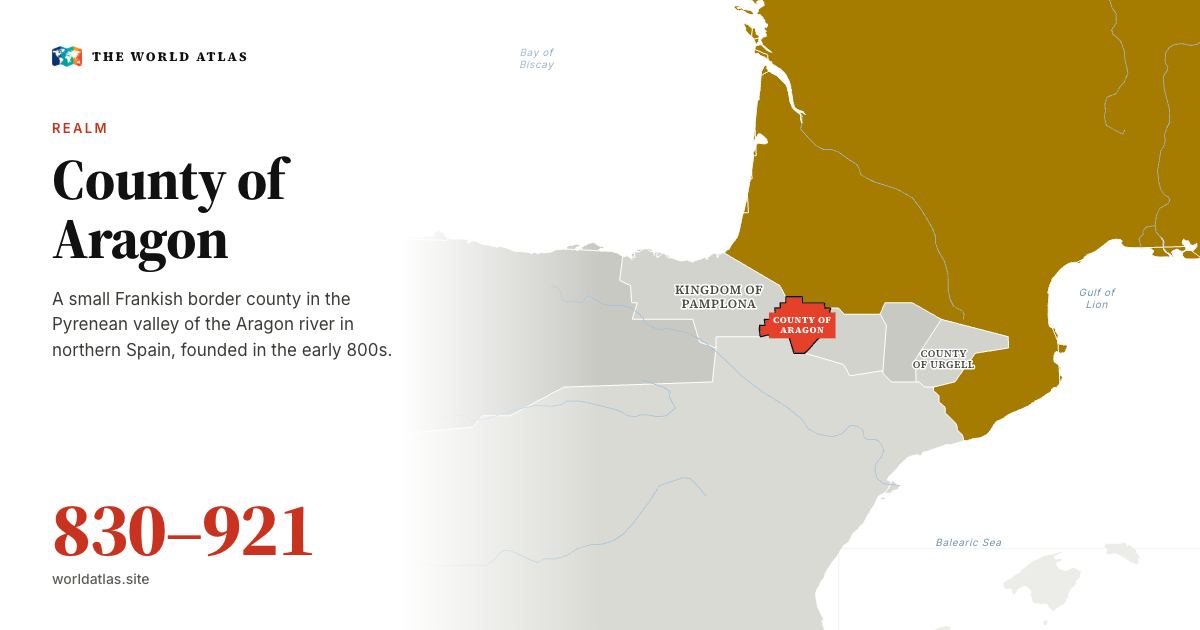 THE WORLD ATLAS
REALM
County of
Aragon
A small Frankish border county in the
Pyrenean valley of the Aragon river in
northern Spain, founded in the early 800s.
830–921
worldatlas.site
Bay of
Biscay
KINGDOM OF
PAMPLONA
COUNTY OF
ARAGON
COUNTY
OF URGELL
Gulf of
Lion
Balearic Sea